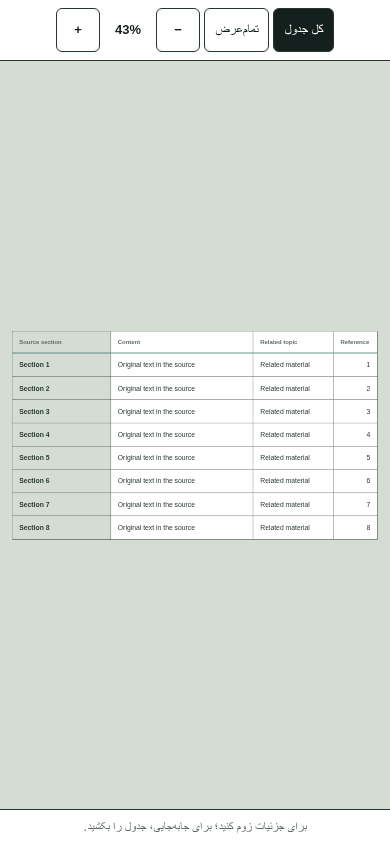 کل جدول تمام‌عرض − 43% +
Source section Content Related topic Reference
Section 1 Original text in the source Related material 1
Section 2 Original text in the source Related material 2
Section 3 Original text in the source Related material 3
Section 4 Original text in the source Related material 4
Section 5 Original text in the source Related material 5
Section 6 Original text in the source Related material 6
Section 7 Original text in the source Related material 7
Section 8 Original text in the source Related material 8
برای جزئیات زوم کنید؛ برای جابه‌جایی، جدول را بکشید.